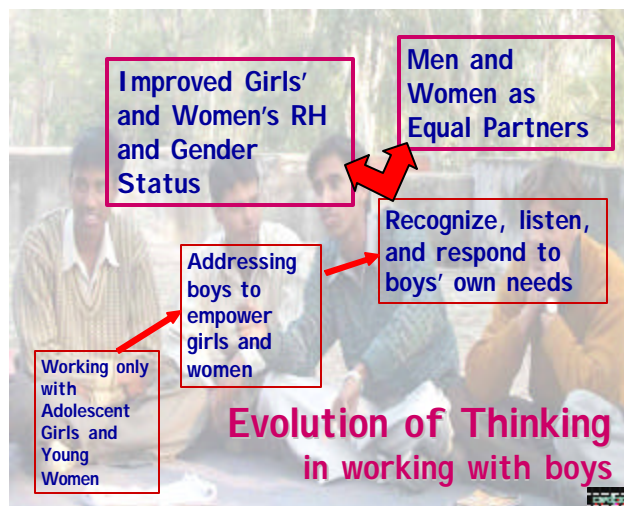 Improved Girls'
and Women's RH
and Gender
Status
Men and
Women as
Equal Partners
Recognize, listen,
and respond to
boys' own needs
Addressing
boys to
empower
girls and
women
Working only
with
Adolescent
Girls and
Young
Women
Evolution of Thinking
in working with boys